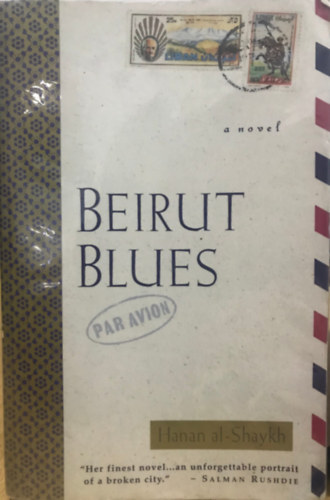 a novel
BEIRUT
BLUES
PAR AVION
Hanan al-Shaykh
"Her finest novel...an unforgettable portrait
of a broken city." – SALMAN RUSHDIE